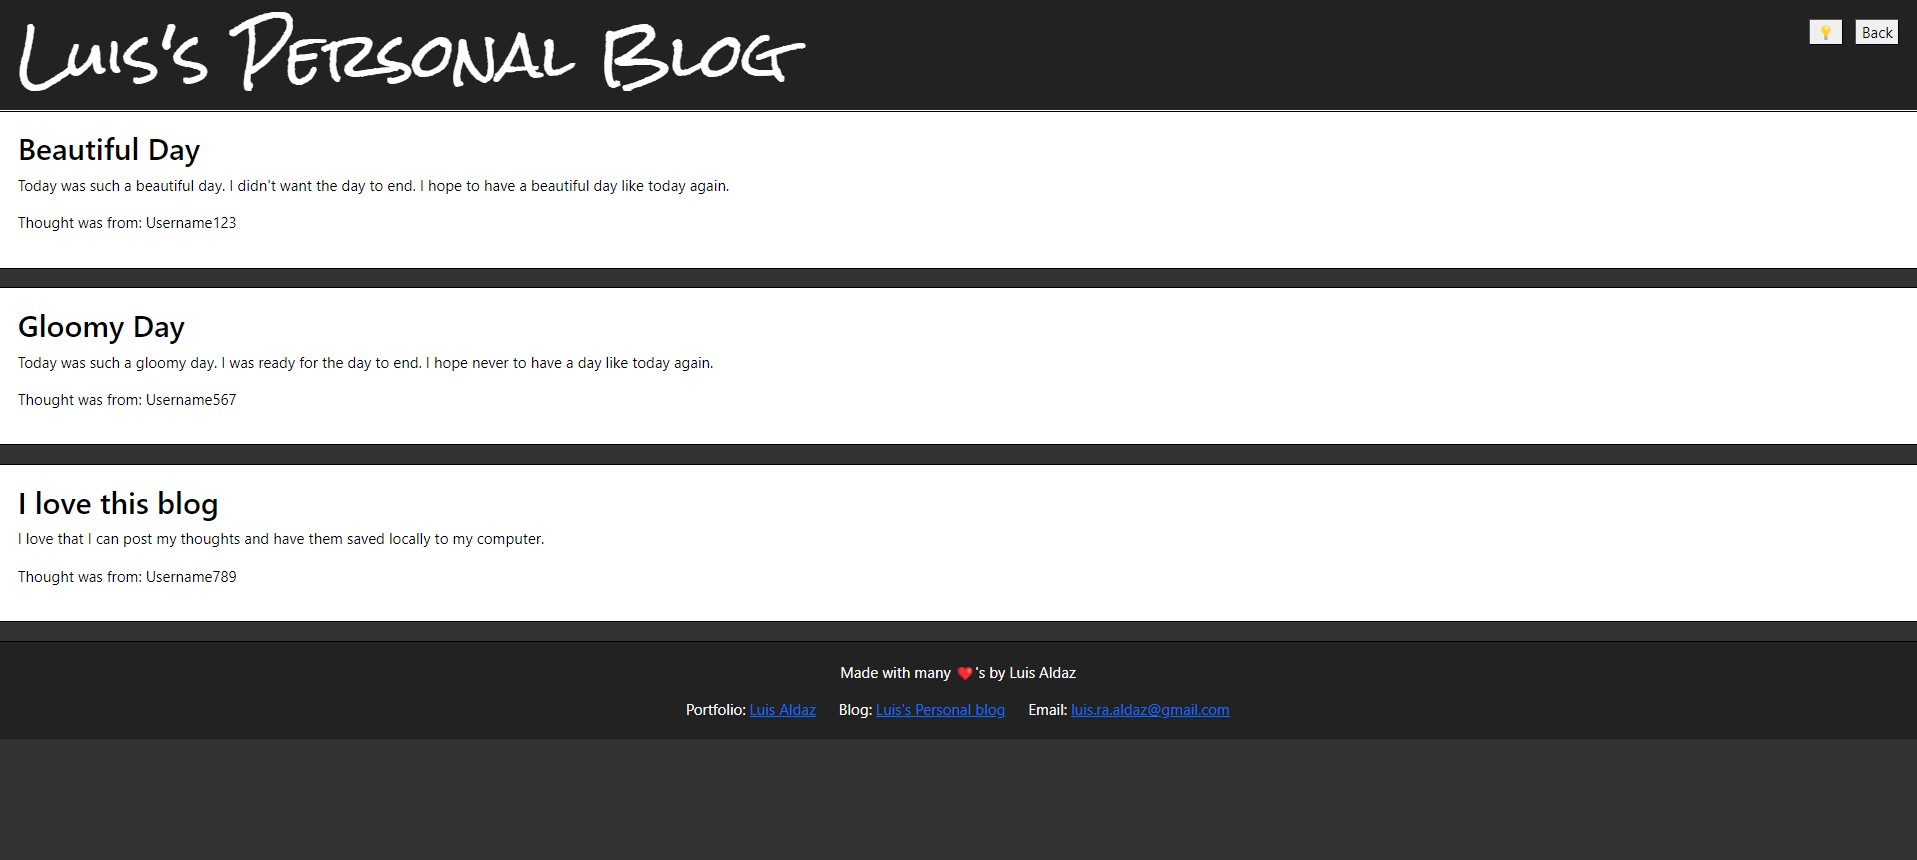 Luis's Personal Blog
💡 Back
Beautiful Day
Today was such a beautiful day. I didn't want the day to end. I hope to have a beautiful day like today again.
Thought was from: Username123
Gloomy Day
Today was such a gloomy day. I was ready for the day to end. I hope never to have a day like today again.
Thought was from: Username567
I love this blog
I love that I can post my thoughts and have them saved locally to my computer.
Thought was from: Username789
Made with many ❤️'s by Luis Aldaz
Portfolio: Luis Aldaz Blog: Luis's Personal blog Email: luis.ra.aldaz@gmail.com